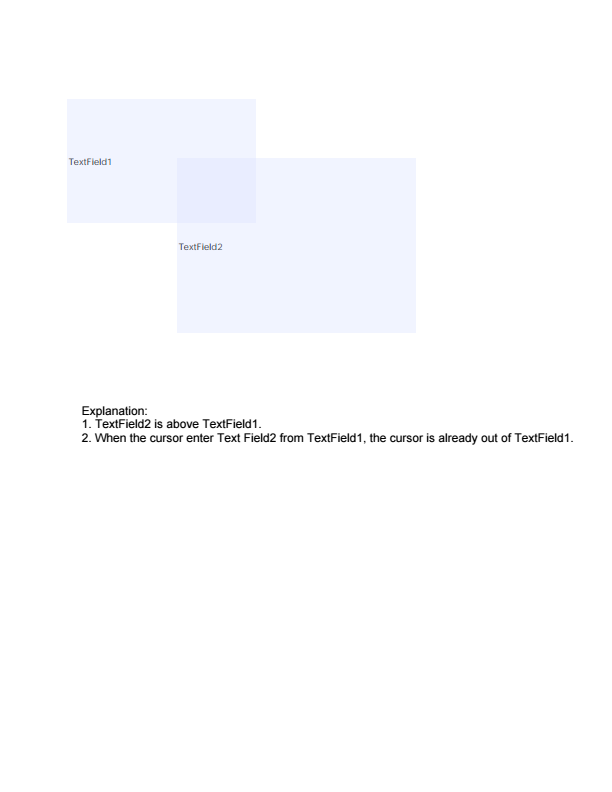 TextField1
TextField2
Explanation:
1. TextField2 is above TextField1.
2. When the cursor enter Text Field2 from TextField1, the cursor is already out of TextField1.